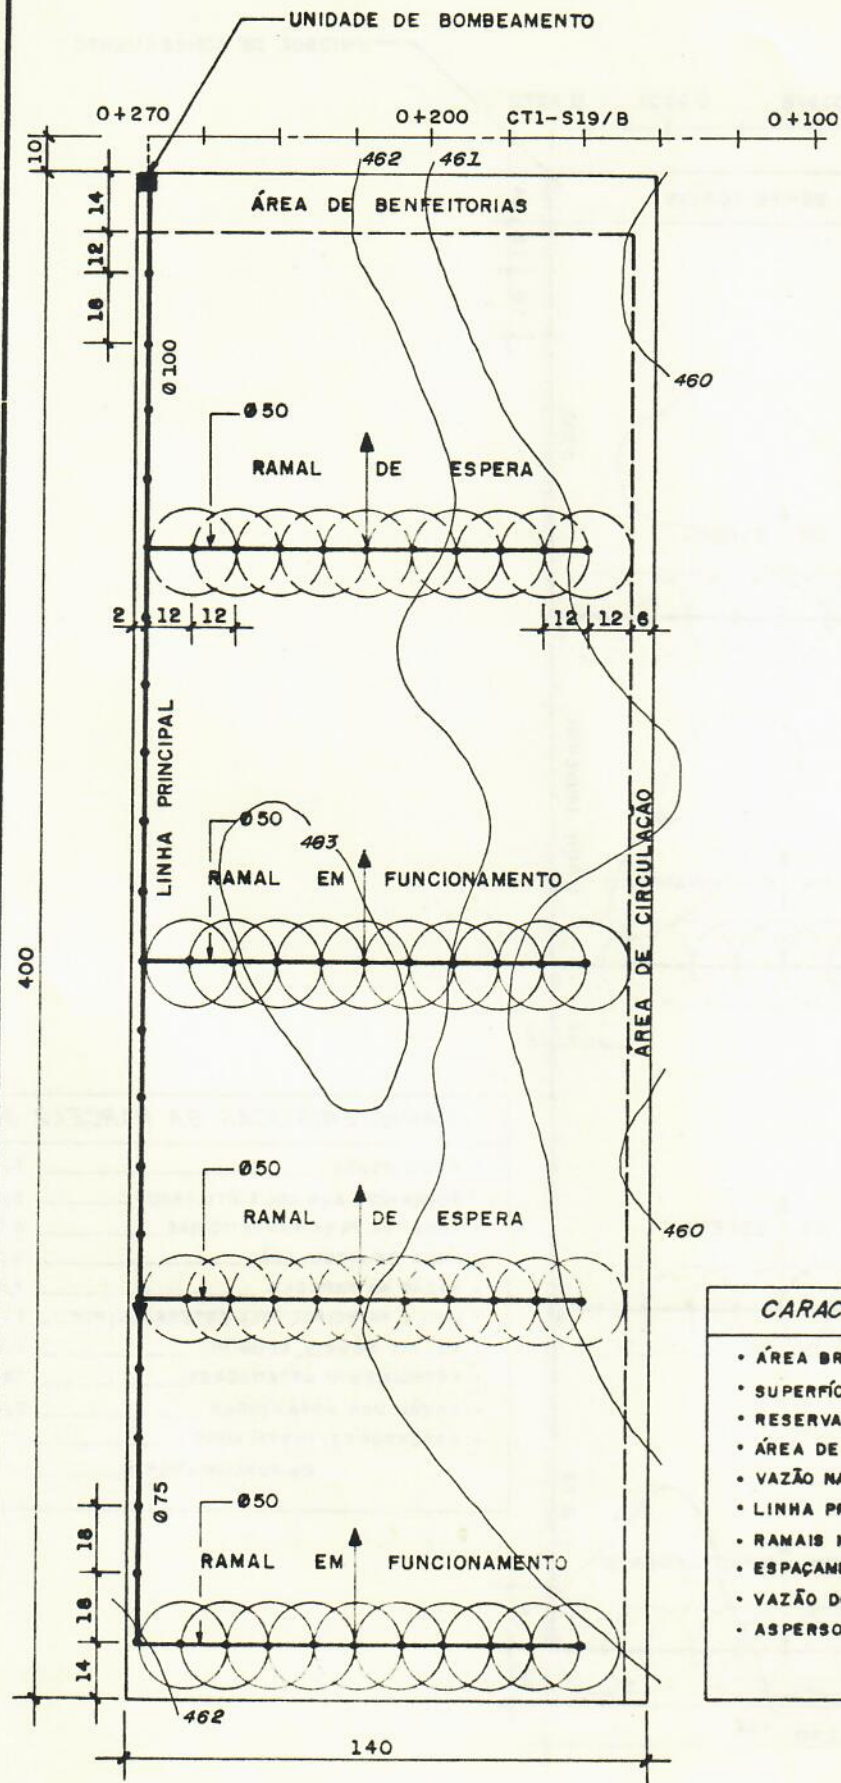 UNIDADE DE BOMBEAMENTO
0+270
0+200
CT1-S19/B
0+100
10
462
461
14
ÁREA DE BENFEITORIAS
12
18
Ø100
460
Ø50
RAMAL DE ESPERA
2
12
12
12
12
6
LINHA PRINCIPAL
Ø50
463
RAMAL EM FUNCIONAMENTO
ÁREA DE CIRCULAÇÃO
400
Ø50
RAMAL DE ESPERA
460
CARAC
• ÁREA BR
• SUPERFÍC
• RESERVA
• ÁREA DE
• VAZÃO NA
• LINHA PR
• RAMAIS
• ESPAÇAM
• VAZÃO D
• ASPERSO
Ø75
Ø50
18
RAMAL EM FUNCIONAMENTO
18
14
462
140